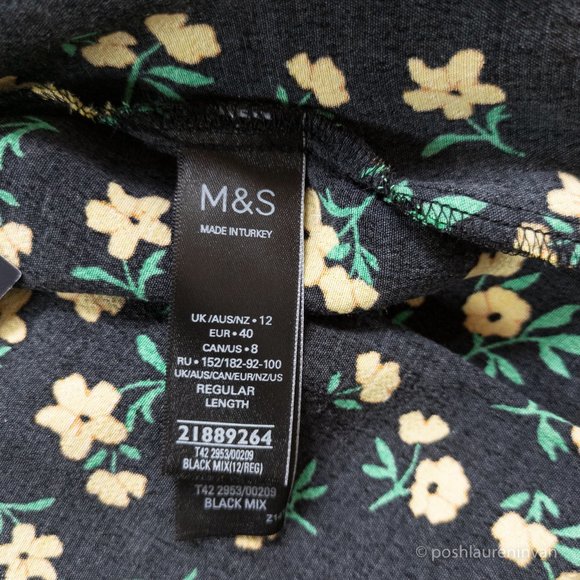 M&S
MADE IN TURKEY
UK/AUS/NZ • 12
EUR • 40
CAN/US • 8
RU • 152/182-92-100
UK/AUS/CAN/EUR/NZ/US
REGULAR
LENGTH
21889264
T42 2953/00209
BLACK MIX(12/REG)
T42 2953/00209
BLACK MIX
© poshlaureninvan